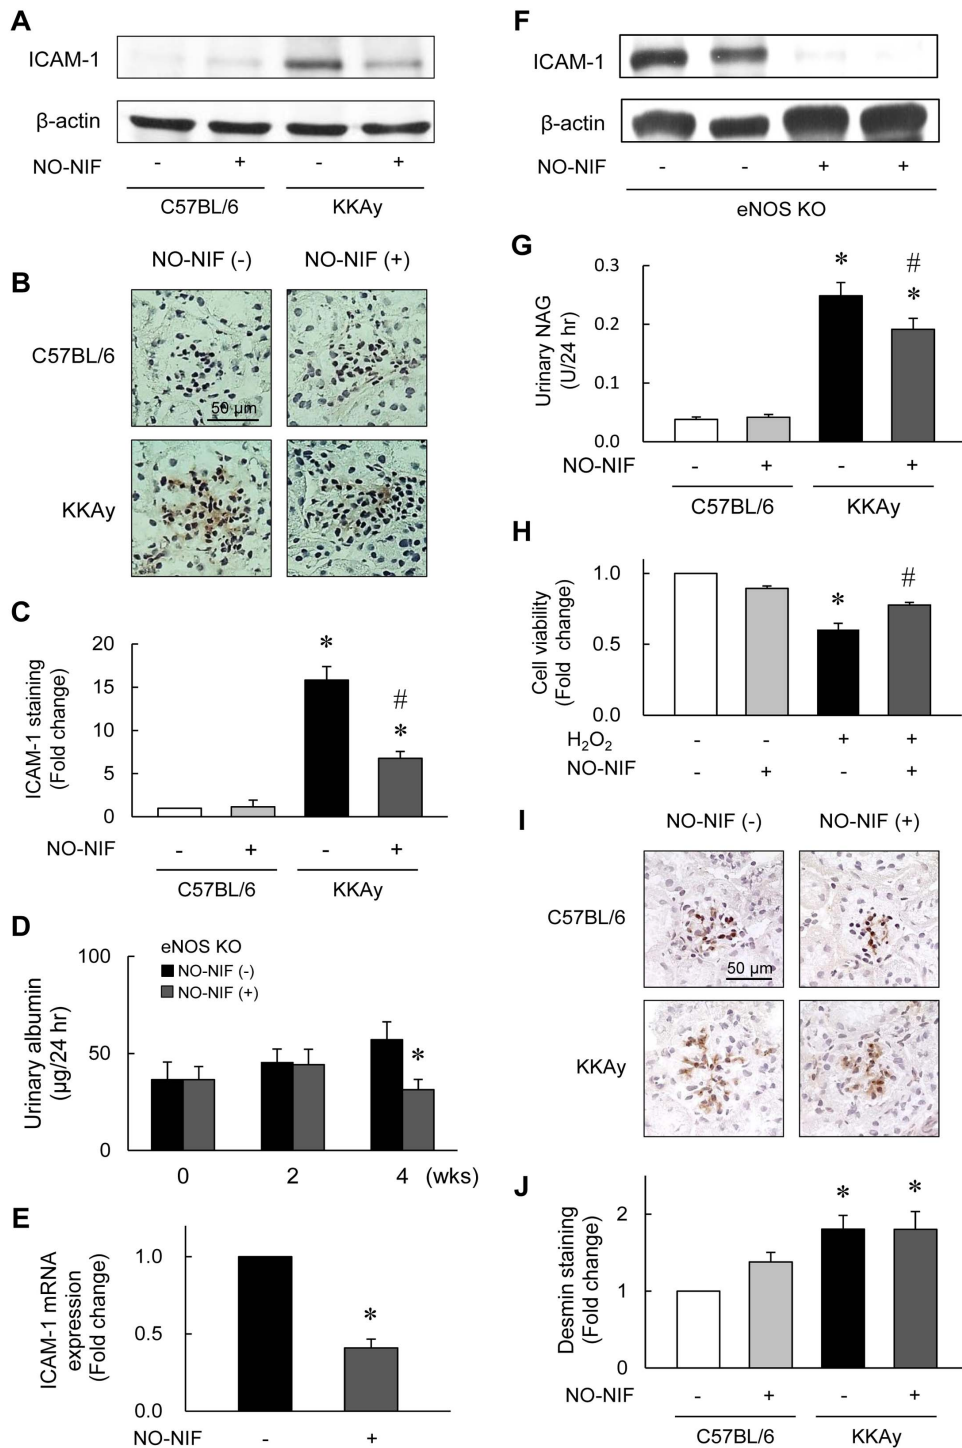 A
ICAM-1
β-actin
NO-NIF - + - +
C57BL/6 KKAy
B
NO-NIF (-) NO-NIF (+)
C57BL/6
50 μm
KKAy
C
ICAM-1 staining
(Fold change)
20
15
10
5
0
*
#
*
NO-NIF - + - +
C57BL/6 KKAy
D
Urinary albumin
(μg/24 hr)
100
50
0
eNOS KO
NO-NIF (-)
NO-NIF (+)
*
0 2 4 (wks)
E
ICAM-1 mRNA
expression
(Fold change)
1.0
0.5
0.0
*
NO-NIF - +
F
ICAM-1
β-actin
NO-NIF - - + +
eNOS KO
G
Urinary NAG
(U/24 hr)
0.3
0.2
0.1
0.0
*
#
*
NO-NIF - + - +
C57BL/6 KKAy
H
Cell viability
(Fold change)
1.0
0.5
0.0
*
#
H₂O₂ - - + +
NO-NIF - + - +
I
NO-NIF (-) NO-NIF (+)
C57BL/6
50 μm
KKAy
J
Desmin staining
(Fold change)
2
1
0
* *
NO-NIF - + - +
C57BL/6 KKAy